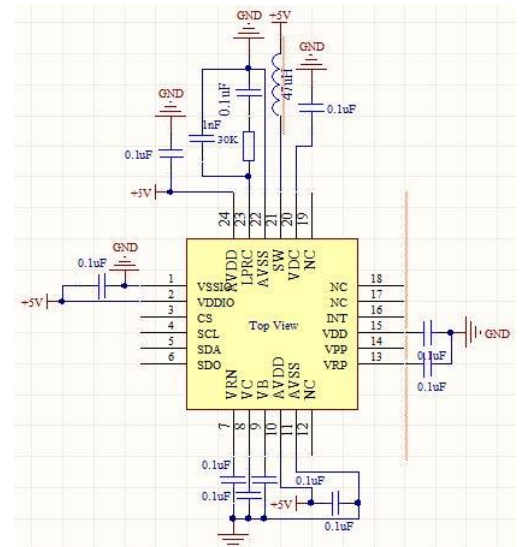 GND +5V
GND
0.1uF 47uH
GND 1nF 0.1uF
30K
0.1uF
+5V
24 23 22 21 20 19
AVDD LPRC AVSS SW VDC NC
GND
0.1uF
1 VSSIO NC 18
+5V 2 VDDIO NC 17
3 CS INT 16
4 SCL Top View VDD 15 GND
5 SDA VPP 14
6 SDO VRP 13
0.1uF
0.1uF
VRN VC VB AVDD AVSS NC
7 8 9 10 11 12
0.1uF 0.1uF
0.1uF
+5V
0.1uF